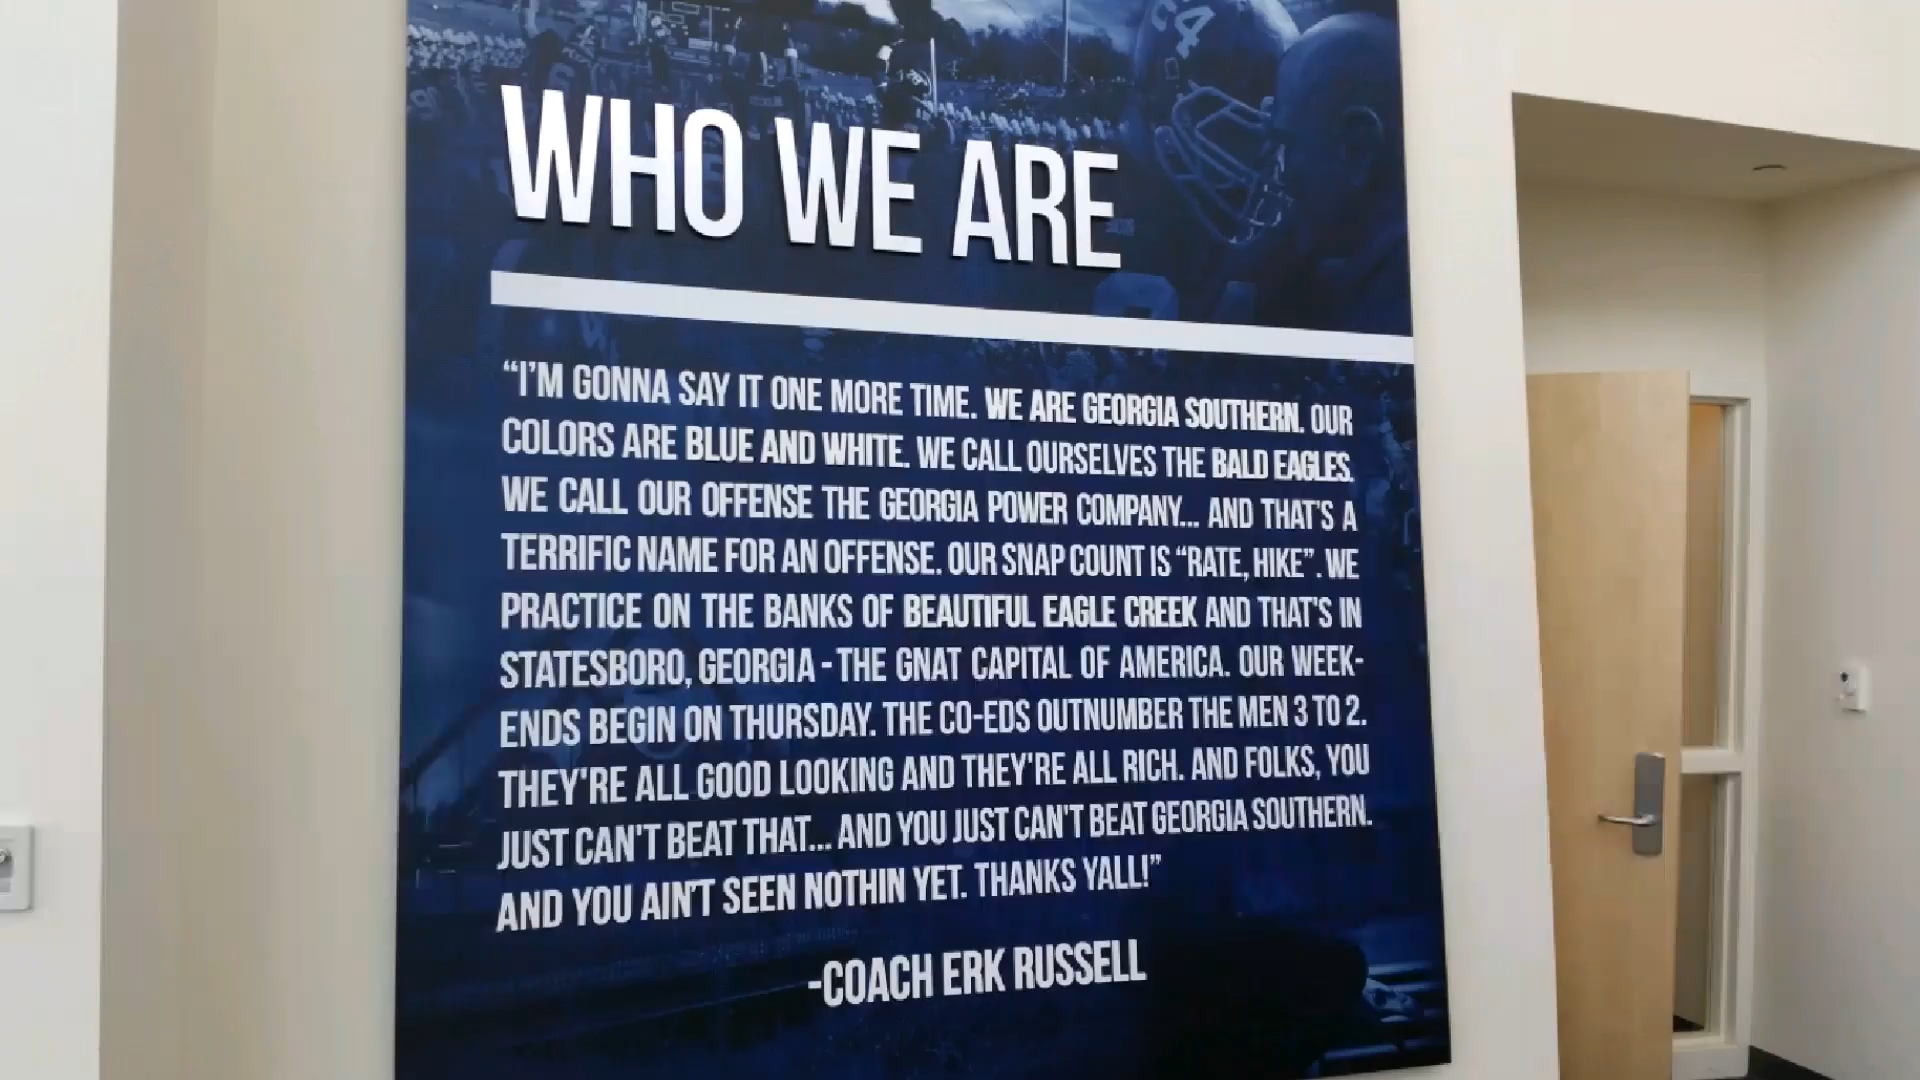 WHO WE ARE
“I'M GONNA SAY IT ONE MORE TIME. WE ARE GEORGIA SOUTHERN. OUR
COLORS ARE BLUE AND WHITE. WE CALL OURSELVES THE BALD EAGLES.
WE CALL OUR OFFENSE THE GEORGIA POWER COMPANY... AND THAT'S A
TERRIFIC NAME FOR AN OFFENSE. OUR SNAP COUNT IS “RATE, HIKE”. WE
PRACTICE ON THE BANKS OF BEAUTIFUL EAGLE CREEK AND THAT'S IN
STATESBORO, GEORGIA - THE GNAT CAPITAL OF AMERICA. OUR WEEK-
ENDS BEGIN ON THURSDAY. THE CO-EDS OUTNUMBER THE MEN 3 TO 2.
THEY'RE ALL GOOD LOOKING AND THEY'RE ALL RICH. AND FOLKS, YOU
JUST CAN'T BEAT THAT... AND YOU JUST CAN'T BEAT GEORGIA SOUTHERN.
AND YOU AIN'T SEEN NOTHIN YET. THANKS YALL!”
-COACH ERK RUSSELL